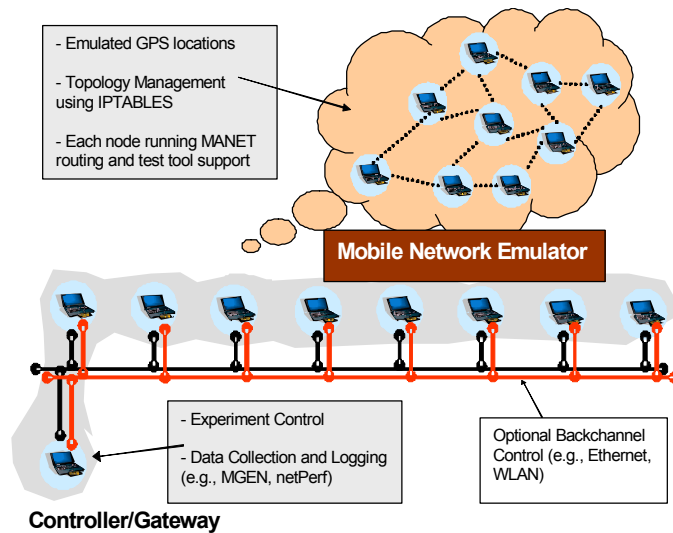 - Emulated GPS locations
- Topology Management
using IPTABLES
- Each node running MANET
routing and test tool support
Mobile Network Emulator
- Experiment Control
- Data Collection and Logging
(e.g., MGEN, netPerf)
Optional Backchannel
Control (e.g., Ethernet,
WLAN)
Controller/Gateway